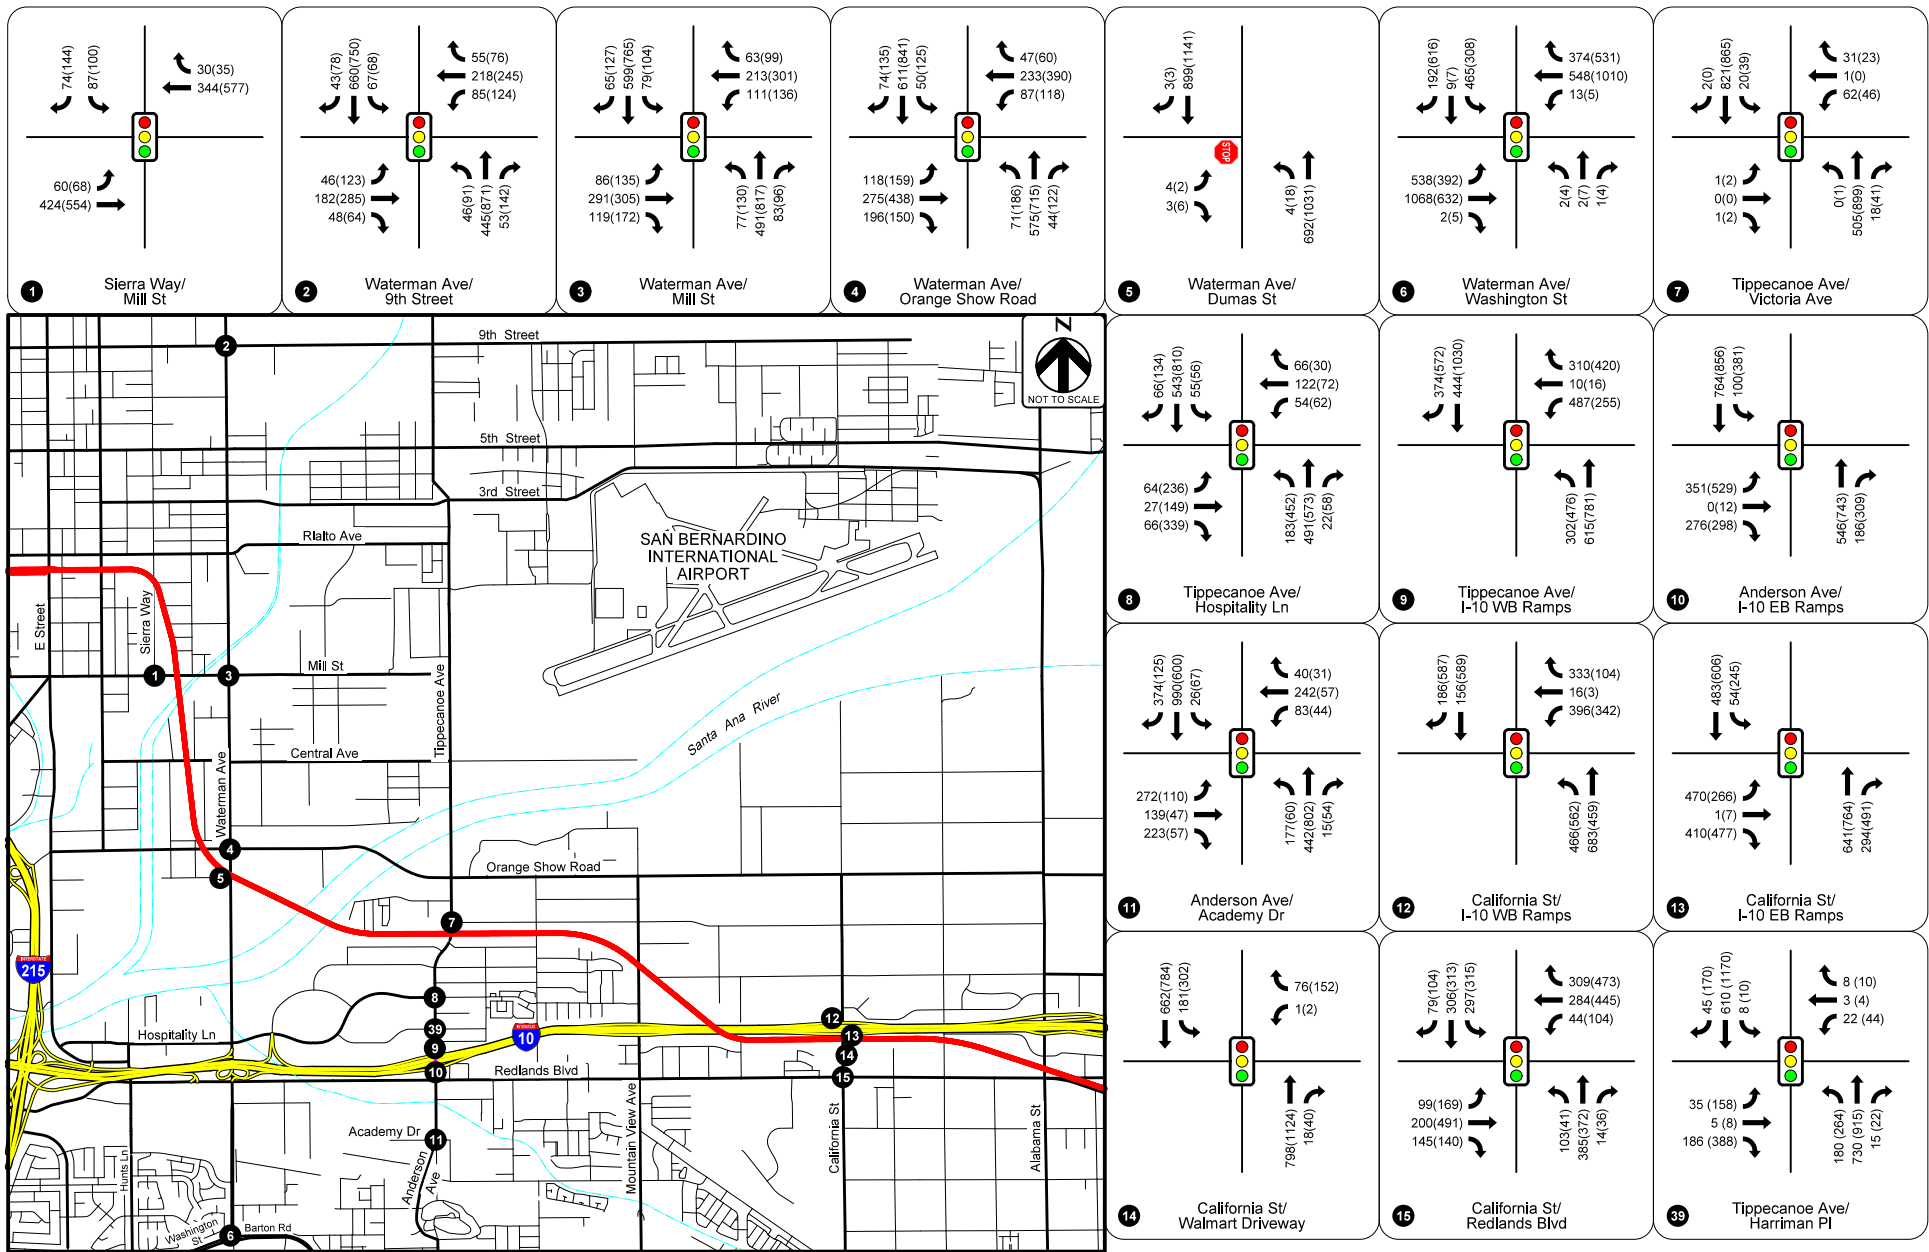 74(144)
87(100)
30(35)
344(577)
60(68)
424(554)
1
Sierra Way/
Mill St
43(78)
660(750)
67(68)
55(76)
218(245)
85(124)
46(123)
182(285)
48(64)
46(91)
445(871)
53(142)
2
Waterman Ave/
9th Street
65(127)
599(765)
79(104)
63(99)
213(301)
111(136)
86(135)
291(305)
119(172)
77(130)
491(817)
83(96)
3
Waterman Ave/
Mill St
74(135)
611(841)
50(125)
47(60)
233(390)
87(118)
118(159)
275(438)
196(150)
71(186)
575(715)
44(122)
4
Waterman Ave/
Orange Show Road
3(3)
899(1141)
STOP
4(2)
3(6)
4(18)
692(1031)
5
Waterman Ave/
Dumas St
192(616)
9(7)
465(308)
374(531)
548(1010)
13(5)
538(392)
1068(632)
2(5)
2(4)
2(7)
1(4)
6
Waterman Ave/
Washington St
2(0)
821(865)
20(39)
31(23)
1(0)
62(46)
1(2)
0(0)
1(2)
0(1)
505(899)
18(41)
7
Tippecanoe Ave/
Victoria Ave
66(134)
543(810)
55(56)
66(30)
122(72)
54(62)
64(236)
27(149)
66(339)
183(452)
491(573)
22(58)
8
Tippecanoe Ave/
Hospitality Ln
374(572)
444(1030)
310(420)
10(16)
487(255)
302(476)
615(781)
9
Tippecanoe Ave/
I-10 WB Ramps
764(856)
100(381)
351(529)
0(12)
276(298)
546(743)
186(309)
10
Anderson Ave/
I-10 EB Ramps
374(125)
990(600)
26(67)
40(31)
242(57)
83(44)
272(110)
139(47)
223(57)
177(60)
442(802)
15(54)
11
Anderson Ave/
Academy Dr
186(587)
156(589)
333(104)
16(3)
396(342)
466(562)
683(459)
12
California St/
I-10 WB Ramps
483(606)
54(245)
470(266)
1(7)
410(477)
641(764)
294(491)
13
California St/
I-10 EB Ramps
662(784)
181(302)
76(152)
1(2)
798(1124)
18(40)
14
California St/
Walmart Driveway
79(104)
306(313)
297(315)
309(473)
284(445)
44(104)
99(169)
200(491)
145(140)
103(41)
385(372)
14(36)
15
California St/
Redlands Blvd
45 (170)
610 (1170)
8 (10)
8 (10)
3 (4)
22 (44)
35 (158)
5 (8)
186 (388)
180 (264)
730 (915)
15 (22)
39
Tippecanoe Ave/
Harriman Pl
N
NOT TO SCALE
9th Street
2
5th Street
3rd Street
Rialto Ave
SAN BERNARDINO
INTERNATIONAL
AIRPORT
E Street
Sierra Way
Mill St
1
3
Tippecanoe Ave
Santa Ana River
Central Ave
Waterman Ave
4
5
Orange Show Road
7
INTERSTATE
215
8
39
9
10
INTERSTATE
10
Hospitality Ln
12
13
14
15
Redlands Blvd
Academy Dr
11
Anderson
Ave
Hunts Ln
Mountain View Ave
California St
Alabama St
Washington
St
6
Barton Rd